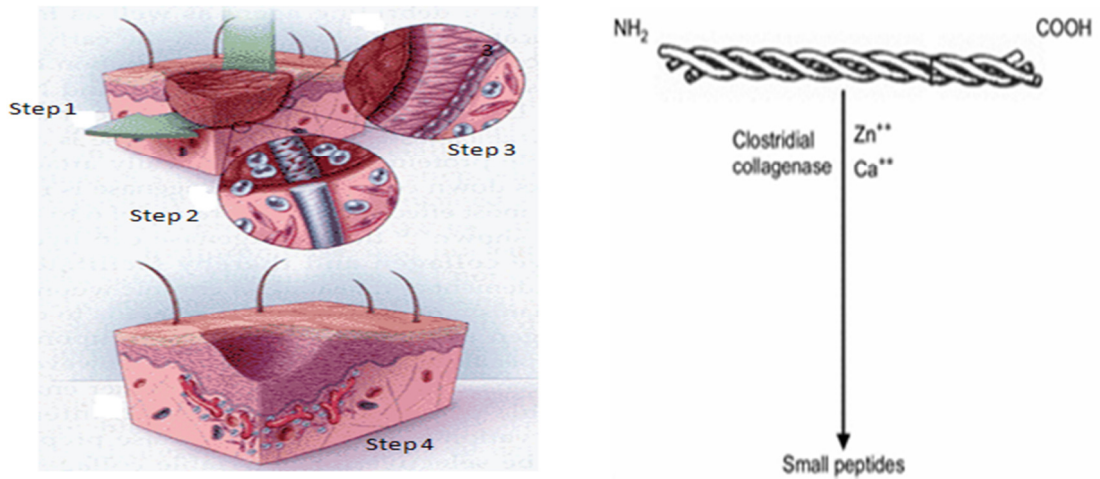 Step 1
3
Step 3
Step 2
Step 4
NH₂
COOH
Clostridial
collagenase
Zn⁺⁺
Ca⁺⁺
Small peptides